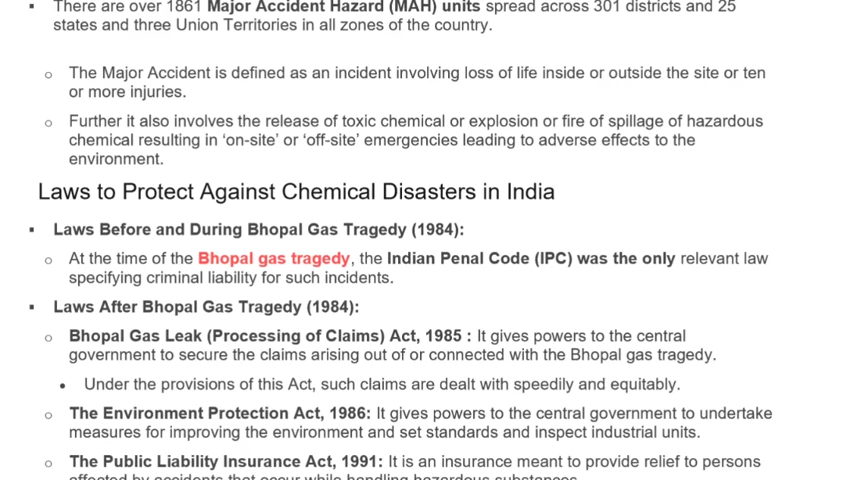 ▪ There are over 1861 Major Accident Hazard (MAH) units spread across 301 districts and 25
states and three Union Territories in all zones of the country.
o The Major Accident is defined as an incident involving loss of life inside or outside the site or ten
or more injuries.
o Further it also involves the release of toxic chemical or explosion or fire of spillage of hazardous
chemical resulting in ‘on-site’ or ‘off-site’ emergencies leading to adverse effects to the
environment.
Laws to Protect Against Chemical Disasters in India
▪ Laws Before and During Bhopal Gas Tragedy (1984):
o At the time of the Bhopal gas tragedy, the Indian Penal Code (IPC) was the only relevant law
specifying criminal liability for such incidents.
▪ Laws After Bhopal Gas Tragedy (1984):
o Bhopal Gas Leak (Processing of Claims) Act, 1985 : It gives powers to the central
government to secure the claims arising out of or connected with the Bhopal gas tragedy.
• Under the provisions of this Act, such claims are dealt with speedily and equitably.
o The Environment Protection Act, 1986: It gives powers to the central government to undertake
measures for improving the environment and set standards and inspect industrial units.
o The Public Liability Insurance Act, 1991: It is an insurance meant to provide relief to persons
affected by accidents that occur while handling hazardous substances.